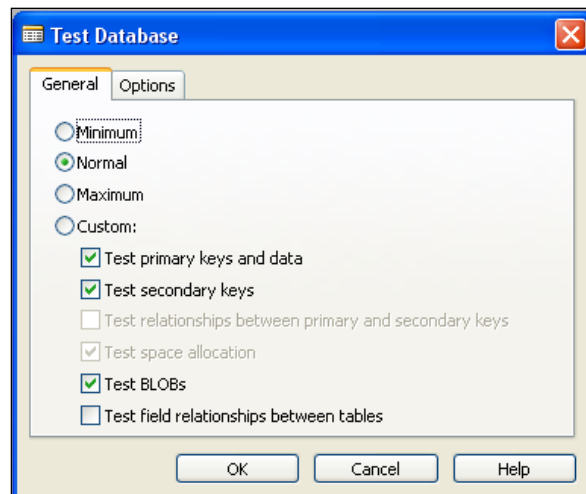 Test Database
General Options
Minimum
Normal
Maximum
Custom:
Test primary keys and data
Test secondary keys
Test relationships between primary and secondary keys
Test space allocation
Test BLOBs
Test field relationships between tables
OK Cancel Help